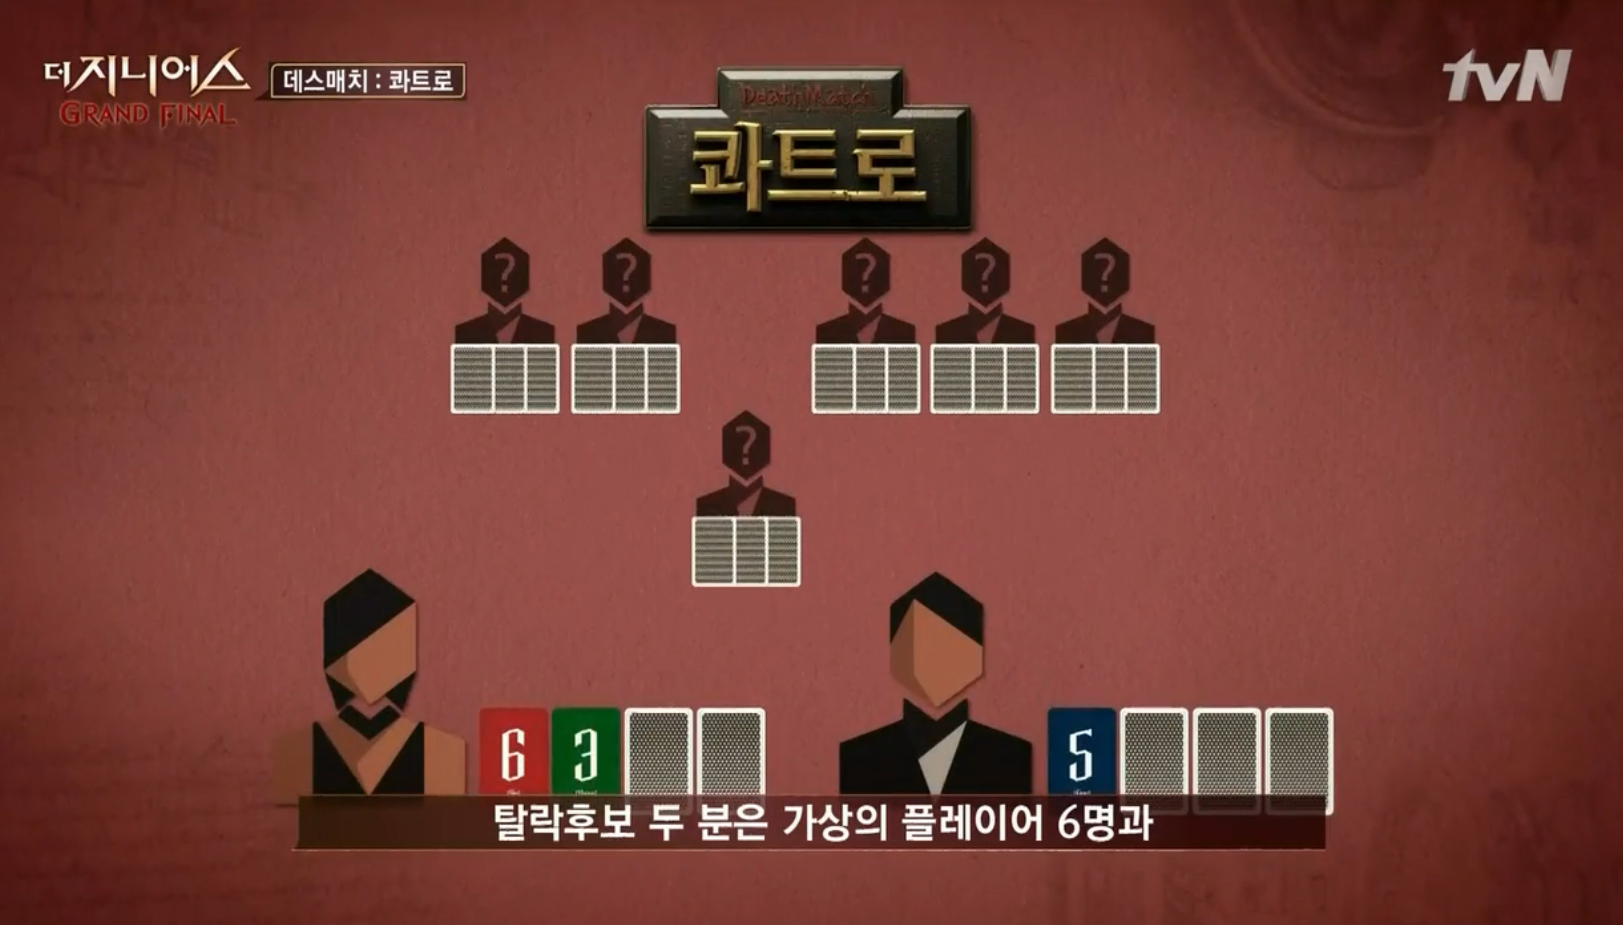 더 지니어스
GRAND FINAL
데스매치 : 콰트로
tvN
DeathMatch
콰트로
? ? ? ? ?
?
6 3 5
탈락후보 두 분은 가상의 플레이어 6명과